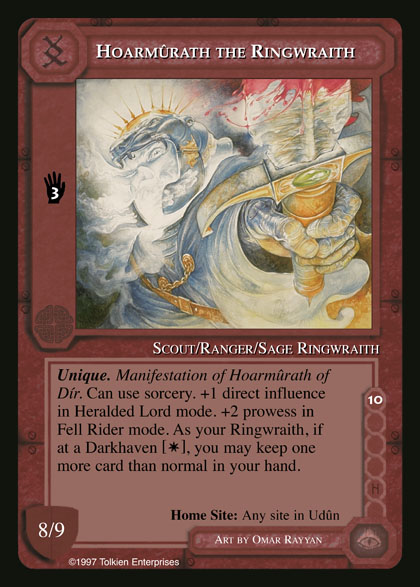 HOARMÛRATH THE RINGWRAITH
3
SCOUT/RANGER/SAGE RINGWRAITH
Unique. Manifestation of Hoarmûrath of
Dír. Can use sorcery. +1 direct influence
in Heralded Lord mode. +2 prowess in
Fell Rider mode. As your Ringwraith, if
at a Darkhaven [✷], you may keep one
more card than normal in your hand.
10
H
Home Site: Any site in Udûn
8/9
ART BY OMAR RAYYAN
©1997 Tolkien Enterprises